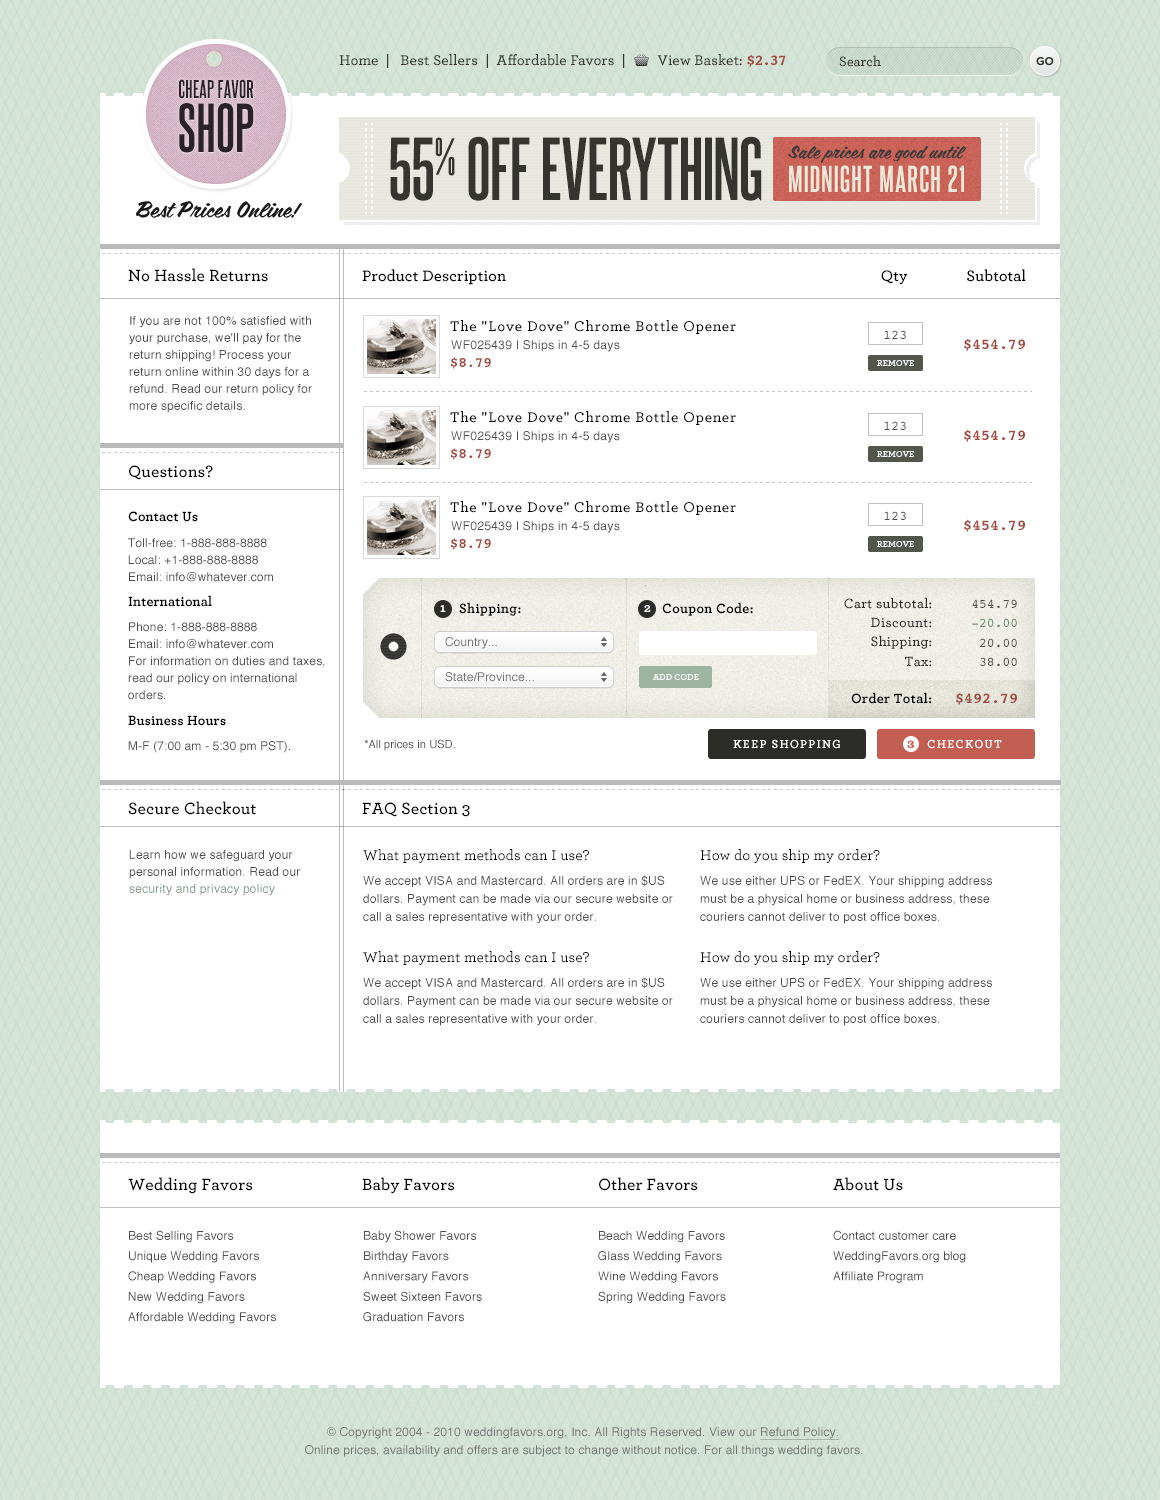 Home | Best Sellers | Affordable Favors | View Basket: $2.37
Search
GO
CHEAP FAVOR
SHOP
Best Prices Online!
55% OFF EVERYTHING
Sale prices are good until
MIDNIGHT MARCH 21
No Hassle Returns
If you are not 100% satisfied with
your purchase, we'll pay for the
return shipping! Process your
return online within 30 days for a
refund. Read our return policy for
more specific details.
Questions?
Contact Us
Toll-free: 1-888-888-8888
Local: +1-888-888-8888
Email: info@whatever.com
International
Phone: 1-888-888-8888
Email: info@whatever.com
For information on duties and taxes,
read our policy on international
orders.
Business Hours
M-F (7:00 am - 5:30 pm PST).
Product Description Qty Subtotal
The "Love Dove" Chrome Bottle Opener
WF025439 I Ships in 4-5 days
$8.79
123
REMOVE
$454.79
The "Love Dove" Chrome Bottle Opener
WF025439 I Ships in 4-5 days
$8.79
123
REMOVE
$454.79
The "Love Dove" Chrome Bottle Opener
WF025439 I Ships in 4-5 days
$8.79
123
REMOVE
$454.79
1 Shipping:
Country...
State/Province...
2 Coupon Code:
ADD CODE
Cart subtotal: 454.79
Discount: -20.00
Shipping: 20.00
Tax: 38.00
Order Total: $492.79
*All prices in USD.
KEEP SHOPPING
3 CHECKOUT
Secure Checkout
Learn how we safeguard your
personal information. Read our
security and privacy policy
FAQ Section 3
What payment methods can I use?
We accept VISA and Mastercard. All orders are in $US
dollars. Payment can be made via our secure website or
call a sales representative with your order.
How do you ship my order?
We use either UPS or FedEX. Your shipping address
must be a physical home or business address, these
couriers cannot deliver to post office boxes.
What payment methods can I use?
We accept VISA and Mastercard. All orders are in $US
dollars. Payment can be made via our secure website or
call a sales representative with your order.
How do you ship my order?
We use either UPS or FedEX. Your shipping address
must be a physical home or business address, these
couriers cannot deliver to post office boxes.
Wedding Favors
Best Selling Favors
Unique Wedding Favors
Cheap Wedding Favors
New Wedding Favors
Affordable Wedding Favors
Baby Favors
Baby Shower Favors
Birthday Favors
Anniversary Favors
Sweet Sixteen Favors
Graduation Favors
Other Favors
Beach Wedding Favors
Glass Wedding Favors
Wine Wedding Favors
Spring Wedding Favors
About Us
Contact customer care
WeddingFavors.org blog
Affiliate Program
© Copyright 2004 - 2010 weddingfavors.org, Inc. All Rights Reserved. View our Refund Policy.
Online prices, availability and offers are subject to change without notice. For all things wedding favors.